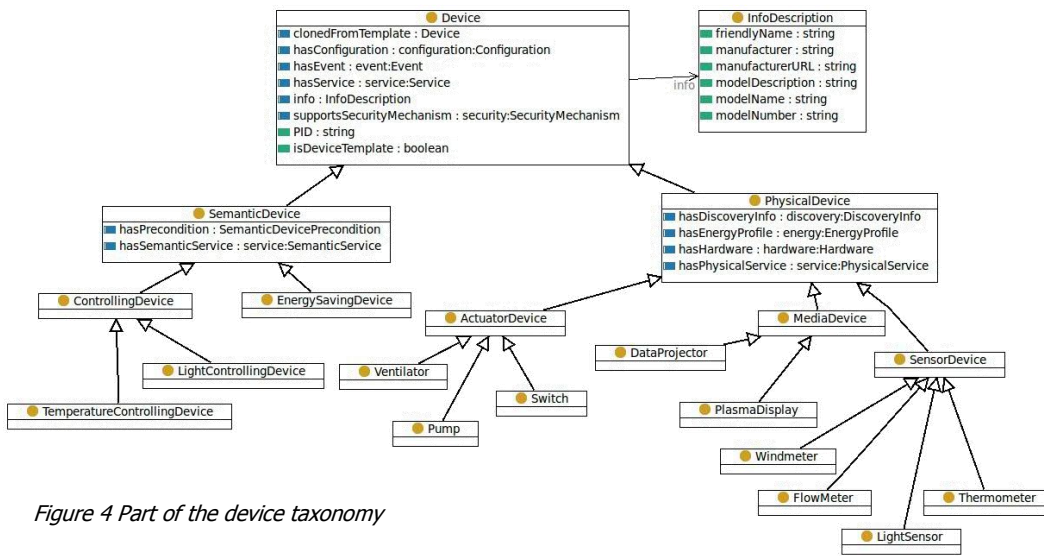 Device
clonedFromTemplate : Device
hasConfiguration : configuration:Configuration
hasEvent : event:Event
hasService : service:Service
info : InfoDescription
supportsSecurityMechanism : security:SecurityMechanism
PID : string
isDeviceTemplate : boolean
info
InfoDescription
friendlyName : string
manufacturer : string
manufacturerURL : string
modelDescription : string
modelName : string
modelNumber : string
SemanticDevice
hasPrecondition : SemanticDevicePrecondition
hasSemanticService : service:SemanticService
PhysicalDevice
hasDiscoveryInfo : discovery:DiscoveryInfo
hasEnergyProfile : energy:EnergyProfile
hasHardware : hardware:Hardware
hasPhysicalService : service:PhysicalService
ControllingDevice
EnergySavingDevice
ActuatorDevice
MediaDevice
DataProjector
SensorDevice
LightControllingDevice
Ventilator
Switch
TemperatureControllingDevice
PlasmaDisplay
Pump
Windmeter
FlowMeter
Thermometer
LightSensor
Figure 4 Part of the device taxonomy